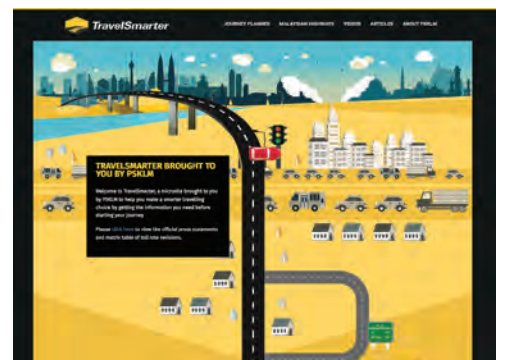 TravelSmarter
JOURNEY PLANNER MALAYSIAN HIGHWAYS VIDEOS ARTICLES ABOUT PSKLM
TRAVELSMARTER BROUGHT TO
YOU BY PSKLM
Welcome to TravelSmarter, a microsite brought to you
by PSKLM to help you make a smarter travelling
choice by getting the information you need before
starting your journey
Please click here to view the official press statements
and matrix table of toll rate revisions.